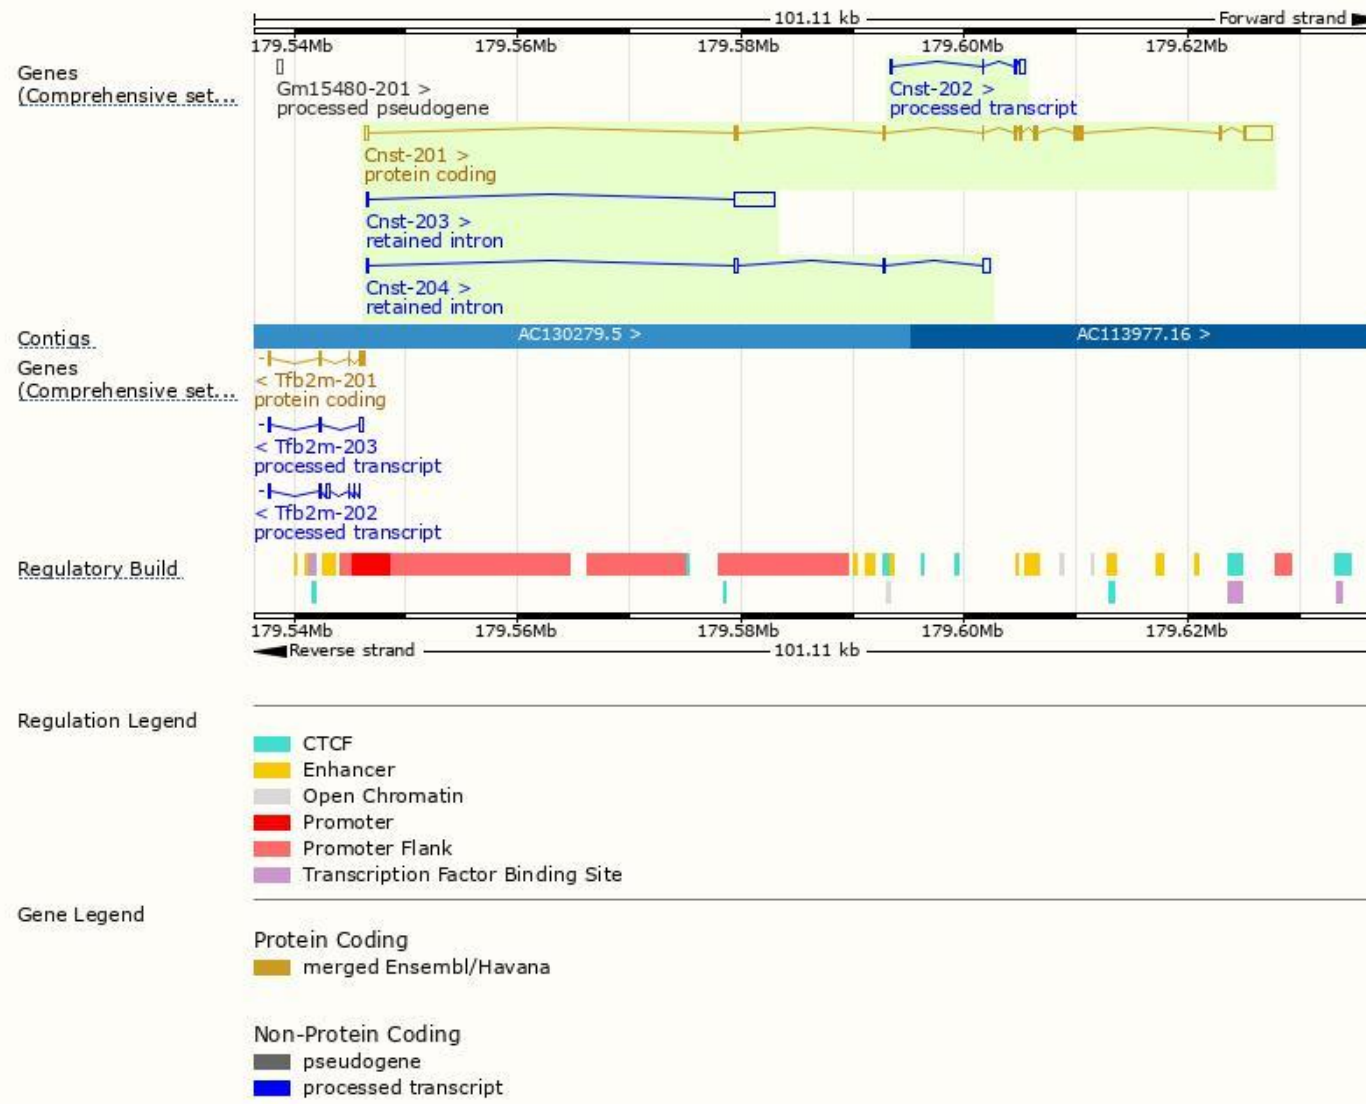 101.11 kb Forward strand
179.54Mb 179.56Mb 179.58Mb 179.60Mb 179.62Mb
Genes
(Comprehensive set...
Gm15480-201 >
processed pseudogene
Cnst-202 >
processed transcript
Cnst-201 >
protein coding
Cnst-203 >
retained intron
Cnst-204 >
retained intron
Contigs
AC130279.5 > AC113977.16 >
Genes
(Comprehensive set...
< Tfb2m-201
protein coding
< Tfb2m-203
processed transcript
< Tfb2m-202
processed transcript
Regulatory Build
179.54Mb 179.56Mb 179.58Mb 179.60Mb 179.62Mb
Reverse strand 101.11 kb
Regulation Legend
CTCF
Enhancer
Open Chromatin
Promoter
Promoter Flank
Transcription Factor Binding Site
Gene Legend
Protein Coding
merged Ensembl/Havana
Non-Protein Coding
pseudogene
processed transcript